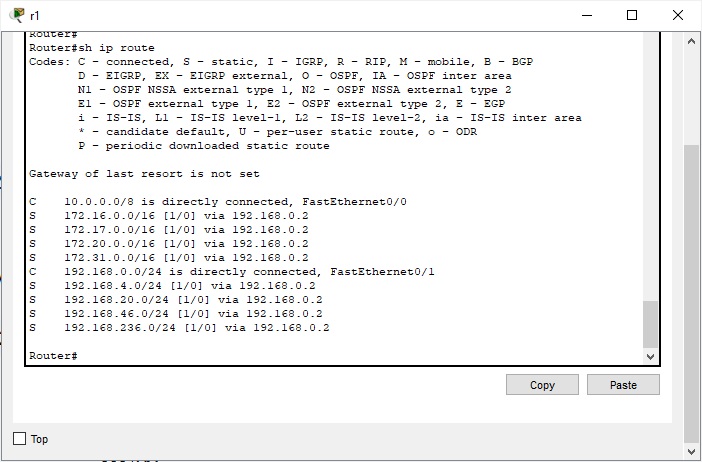 r1
Router#
Router#sh ip route
Codes: C - connected, S - static, I - IGRP, R - RIP, M - mobile, B - BGP
D - EIGRP, EX - EIGRP external, O - OSPF, IA - OSPF inter area
N1 - OSPF NSSA external type 1, N2 - OSPF NSSA external type 2
E1 - OSPF external type 1, E2 - OSPF external type 2, E - EGP
i - IS-IS, L1 - IS-IS level-1, L2 - IS-IS level-2, ia - IS-IS inter area
* - candidate default, U - per-user static route, o - ODR
P - periodic downloaded static route
Gateway of last resort is not set
C 10.0.0.0/8 is directly connected, FastEthernet0/0
S 172.16.0.0/16 [1/0] via 192.168.0.2
S 172.17.0.0/16 [1/0] via 192.168.0.2
S 172.20.0.0/16 [1/0] via 192.168.0.2
S 172.31.0.0/16 [1/0] via 192.168.0.2
C 192.168.0.0/24 is directly connected, FastEthernet0/1
S 192.168.4.0/24 [1/0] via 192.168.0.2
S 192.168.20.0/24 [1/0] via 192.168.0.2
S 192.168.46.0/24 [1/0] via 192.168.0.2
S 192.168.236.0/24 [1/0] via 192.168.0.2
Router#
Copy Paste
Top